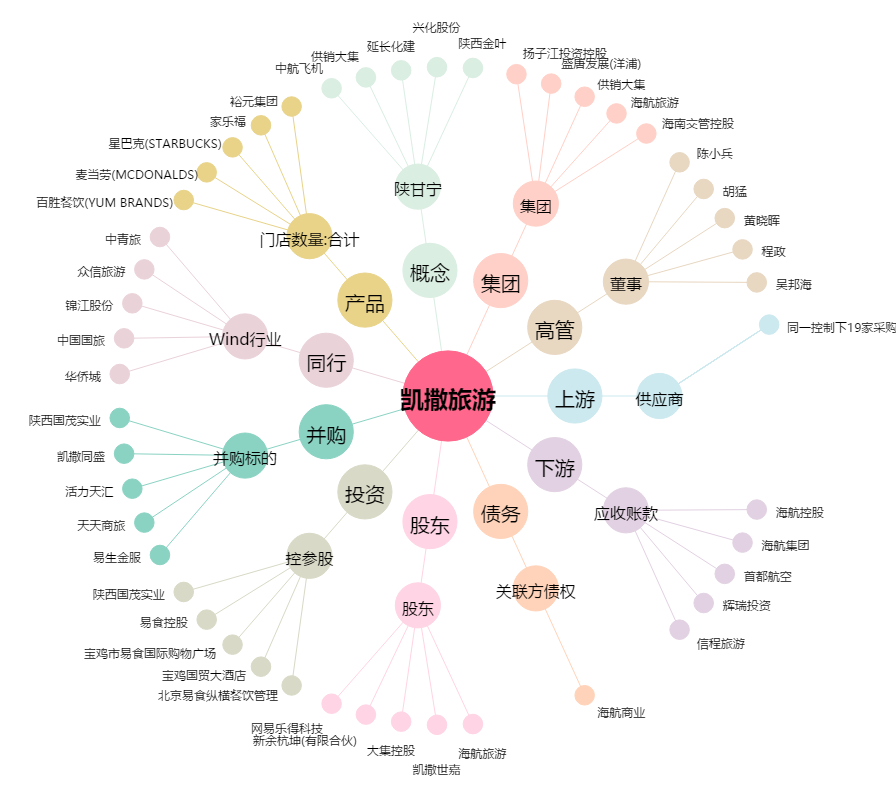 兴化股份
延长化建
陕西金叶
供销大集
中航飞机
扬子江投资控股
盛唐发展(洋浦)
供销大集
海航旅游
海南交管控股
裕元集团
家乐福
星巴克(STARBUCKS)
麦当劳(MCDONALDS)
百胜餐饮(YUM BRANDS)
陕甘宁
集团
陈小兵
胡猛
黄晓晖
程政
吴邦海
门店数量:合计
概念
集团
董事
中青旅
众信旅游
锦江股份
中国国旅
华侨城
产品
高管
Wind行业
同行
同一控制下19家采购
凯撒旅游
上游
供应商
陕西国茂实业
凯撒同盛
活力天汇
天天商旅
易生金服
并购
并购标的
下游
投资
股东
债务
应收账款
海航控股
海航集团
首都航空
辉瑞投资
信程旅游
控参股
陕西国茂实业
易食控股
宝鸡市易食国际购物广场
宝鸡国贸大酒店
北京易食纵横餐饮管理
股东
关联方债权
网易乐得科技
新余杭坤(有限合伙)
大集控股
凯撒世嘉
海航旅游
海航商业